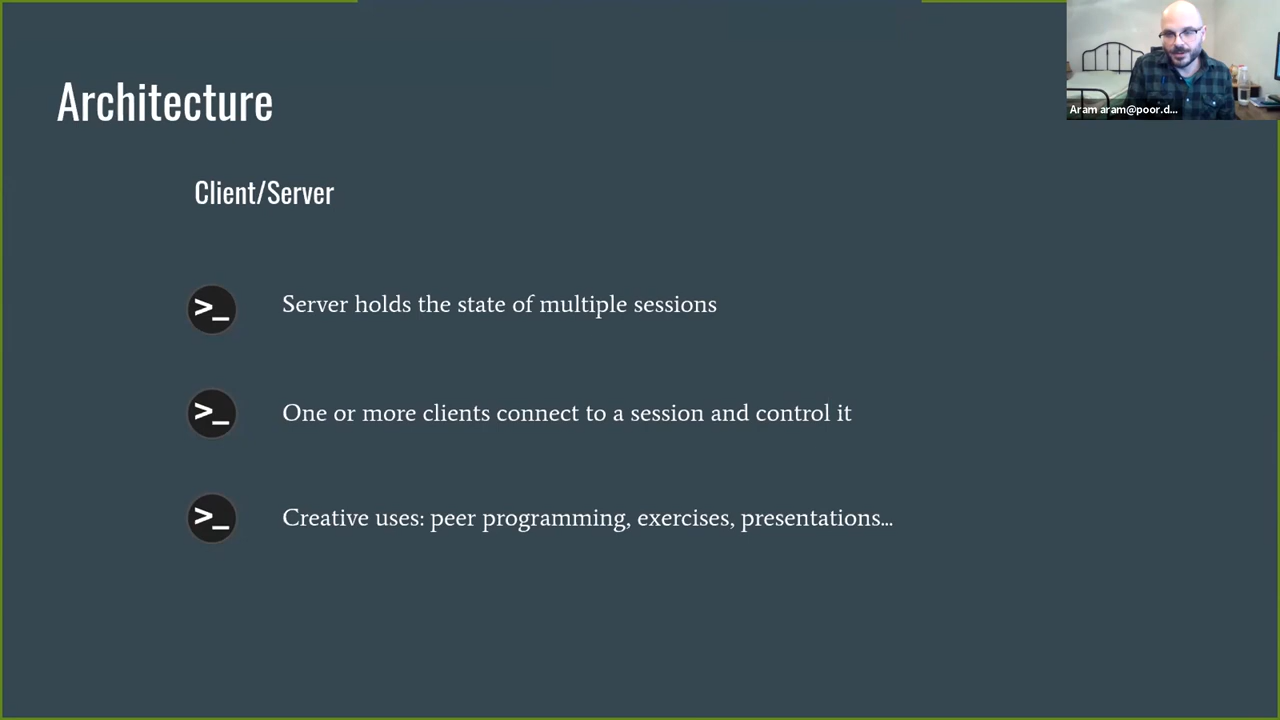 Architecture
Aram aram@poor.d...
Client/Server
>_ Server holds the state of multiple sessions
>_ One or more clients connect to a session and control it
>_ Creative uses: peer programming, exercises, presentations...